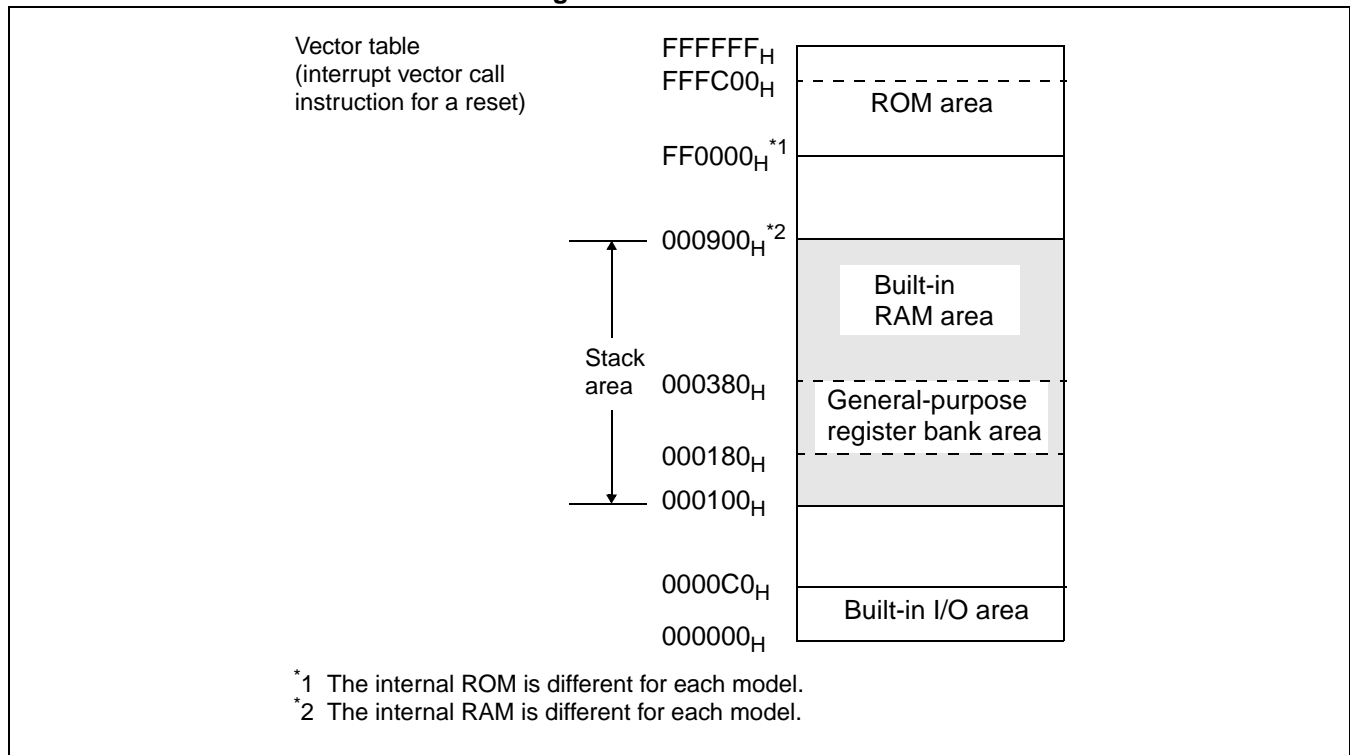 Vector table
(interrupt vector call
instruction for a reset)
FFFFFFH
FFFC00H
ROM area
FF0000H*1
000900H*2
Built-in
RAM area
Stack
area
000380H
General-purpose
register bank area
000180H
000100H
0000C0H
Built-in I/O area
000000H
*1 The internal ROM is different for each model.
*2 The internal RAM is different for each model.